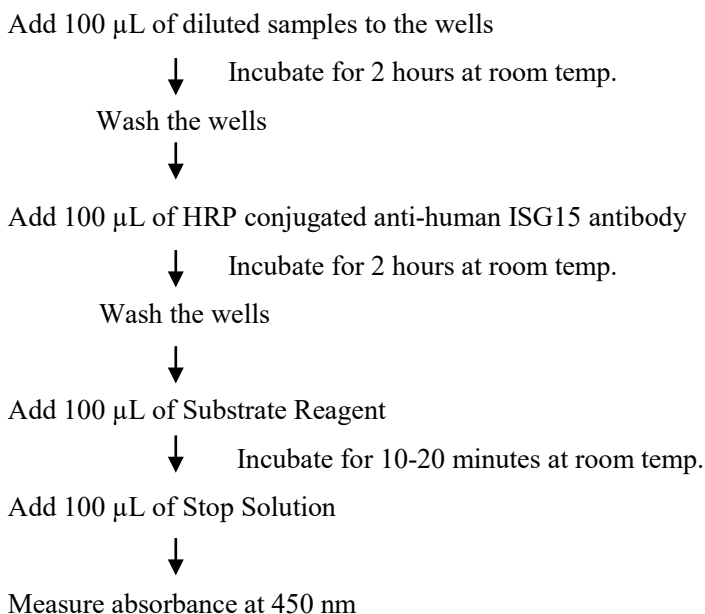 Add 100 µL of diluted samples to the wells
Incubate for 2 hours at room temp.
Wash the wells
Add 100 µL of HRP conjugated anti-human ISG15 antibody
Incubate for 2 hours at room temp.
Wash the wells
Add 100 µL of Substrate Reagent
Incubate for 10-20 minutes at room temp.
Add 100 µL of Stop Solution
Measure absorbance at 450 nm